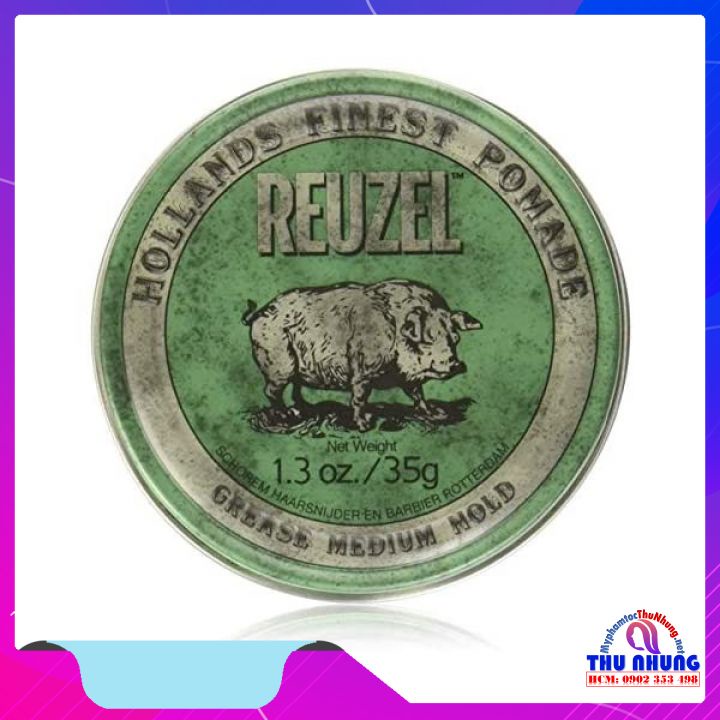 HOLLANDS FINEST POMADE
REUZEL™
Net Weight
1.3 oz./35g
SCHOREM HAARSNIJDER EN BARBIER ROTTERDAM
GREASE MEDIUM HOLD
MyphamtocThuNhung.net
THU NHUNG
HCM: 0902 353 498